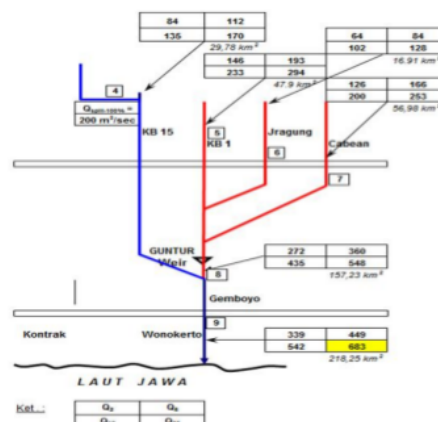 84 112
135 170
29,78 km²
64 84
102 128
16.91 km²
146 193
233 294
47.9 km²
126 166
200 253
56,98 km²
4
200 m³/sec
KB 15
5
KB 1
Jragung
6
Cabean
7
GUNTUR
Weir
272 360
435 548
157,23 km²
8
Gemboyo
9
Kontrak
Wonokerto
339 449
542 683
218,25 km²
LAUT JAWA
Ket. :